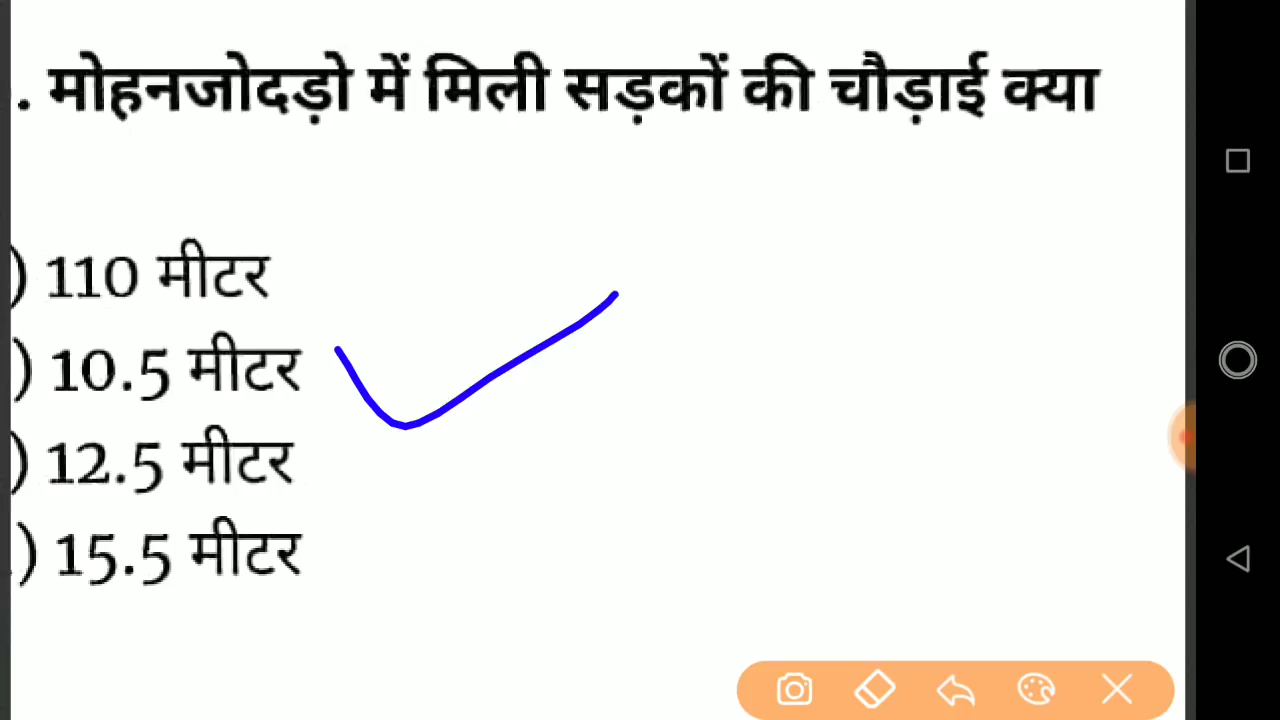 . मोहनजोदड़ो में मिली सड़कों की चौड़ाई क्या
) 110 मीटर
) 10.5 मीटर
) 12.5 मीटर
.) 15.5 मीटर